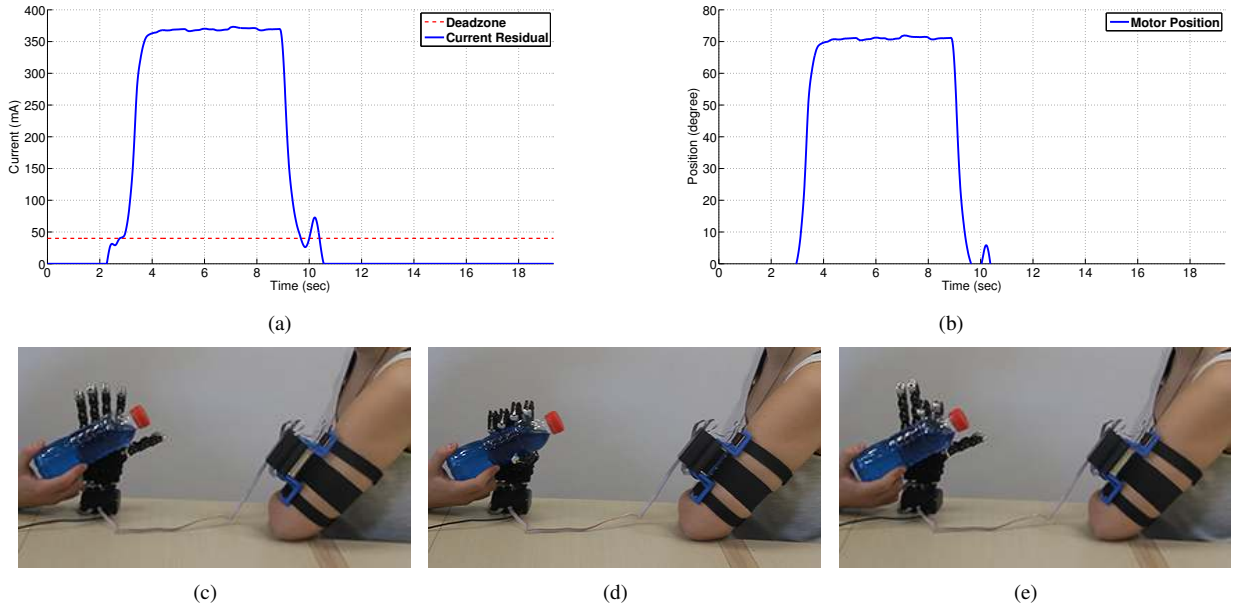 400
350
300
250
200
150
100
50
0
Current (mA)
0 2 4 6 8 10 12 14 16 18
Time (sec)
Deadzone
Current Residual
(a)
80
70
60
50
40
30
20
10
0
Position (degree)
0 2 4 6 8 10 12 14 16 18
Time (sec)
Motor Position
(b)
(c) (d) (e)